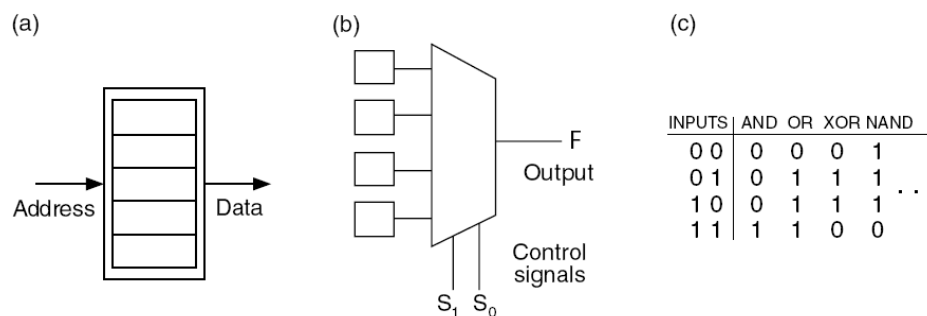 (a)
Address
Data
(b)
F
Output
Control
signals
S1 S0
(c)
INPUTS AND OR XOR NAND
0 0 0 0 0 1
0 1 0 1 1 1
1 0 0 1 1 1
1 1 1 1 0 0
. .